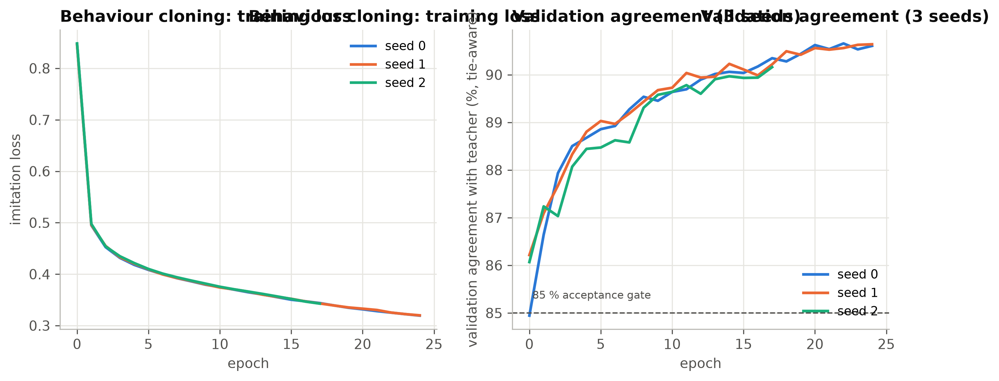 Behaviour cloning: training loss
Behaviour cloning: training loss
Validation agreement (3 seeds)
Validation agreement (3 seeds)
imitation loss
0.8
0.7
0.6
0.5
0.4
0.3
seed 0
seed 1
seed 2
0 5 10 15 20 25
epoch
validation agreement with teacher (%, tie-aware)
90
89
88
87
86
85
85 % acceptance gate
seed 0
seed 1
seed 2
0 5 10 15 20 25
epoch